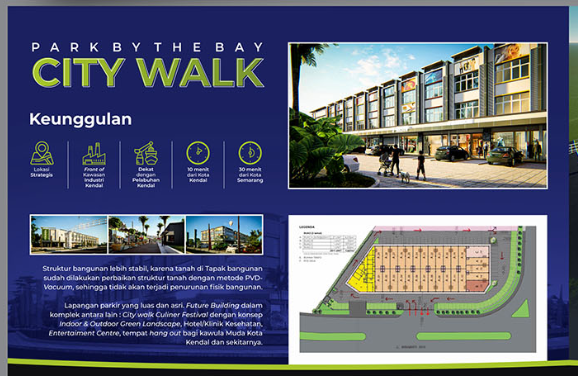 PARK BY THE BAY
CITY WALK
Keunggulan
Lokasi
Strategis
Front of
Kawasan
Industri
Kendal
Dekat
dengan
Pelabuhan
Kendal
10 menit
dari Kota
Kendal
30 menit
dari Kota
Semarang
Struktur bangunan lebih stabil, karena tanah di Tapak bangunan
sudah dilakukan perbaikan struktur tanah dengan metode PVD-
Vacuum, sehingga tidak akan terjadi penurunan fisik bangunan.
Lapangan parkir yang luas dan asri, Future Building dalam
komplek antara lain : City walk Culiner Festival dengan konsep
Indoor & Outdoor Green Landscape, Hotel/Klinik Kesehatan,
Entertaiment Centre, tempat hang out bagi kawula Muda Kota
Kendal dan sekitarnya.